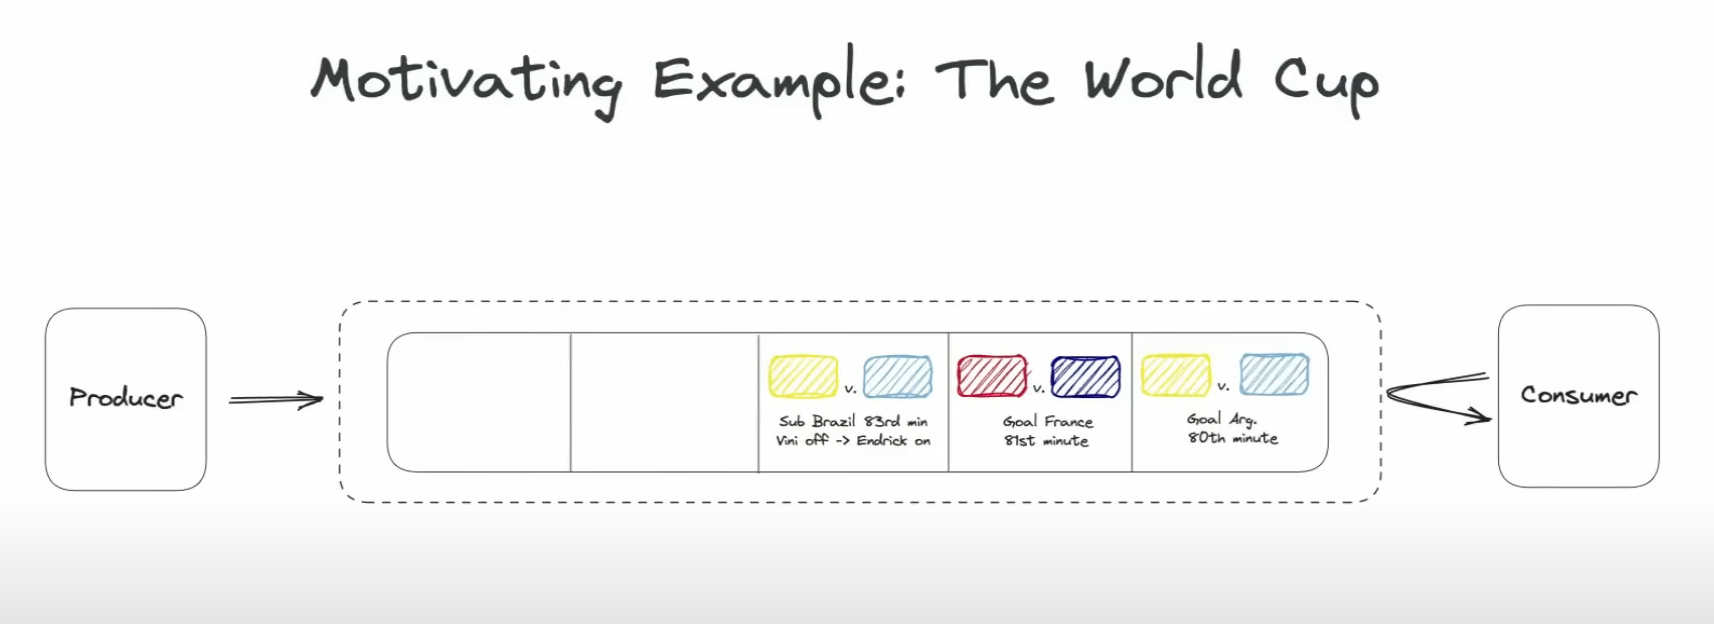 Motivating Example: The World Cup
Producer
v.
Sub Brazil 83rd min
Vini off -> Endrick on
v.
Goal France
81st minute
v.
Goal Arg.
80th minute
Consumer